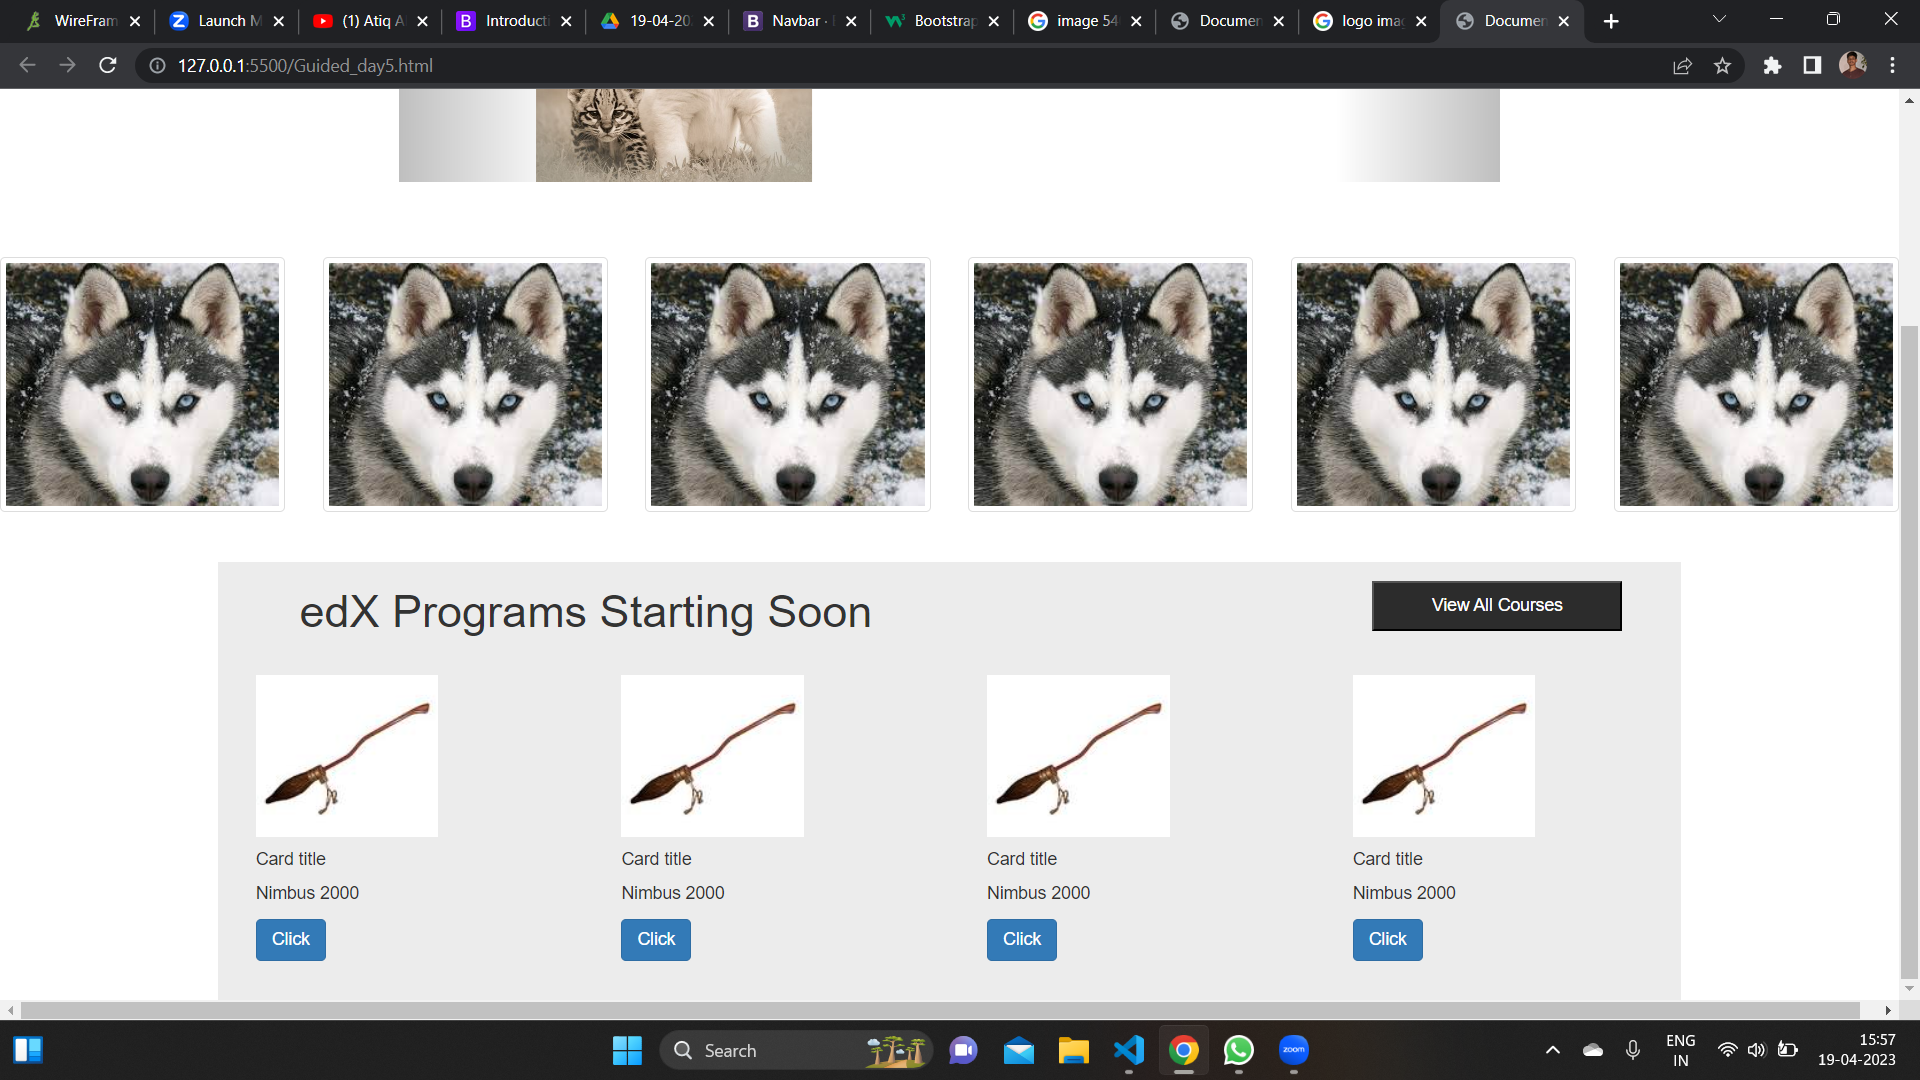 WireFram
Launch M
(1) Atiq A
Introducti
19-04-20
Navbar ·
Bootstrap
image 54
Documen
logo imag
Documen
127.0.0.1:5500/Guided_day5.html
edX Programs Starting Soon
View All Courses
Card title
Nimbus 2000
Click
Card title
Nimbus 2000
Click
Card title
Nimbus 2000
Click
Card title
Nimbus 2000
Click
Search
zoom
ENG
IN
15:57
19-04-2023